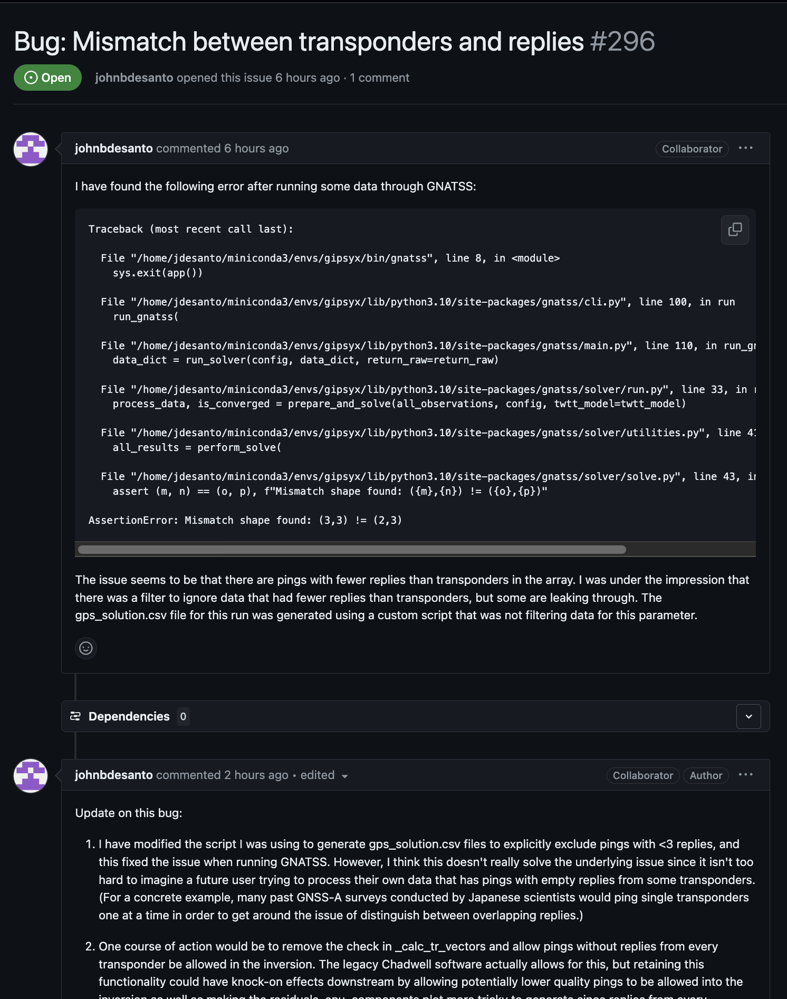 Bug: Mismatch between transponders and replies #296
Open johnbdesanto opened this issue 6 hours ago · 1 comment
johnbdesanto commented 6 hours ago Collaborator ···
I have found the following error after running some data through GNATSS:
Traceback (most recent call last):
File "/home/jdesanto/miniconda3/envs/gipsyx/bin/gnatss", line 8, in <module>
sys.exit(app())
File "/home/jdesanto/miniconda3/envs/gipsyx/lib/python3.10/site-packages/gnatss/cli.py", line 100, in run
run_gnatss(
File "/home/jdesanto/miniconda3/envs/gipsyx/lib/python3.10/site-packages/gnatss/main.py", line 110, in run_gn
data_dict = run_solver(config, data_dict, return_raw=return_raw)
File "/home/jdesanto/miniconda3/envs/gipsyx/lib/python3.10/site-packages/gnatss/solver/run.py", line 33, in
process_data, is_converged = prepare_and_solve(all_observations, config, twtt_model=twtt_model)
File "/home/jdesanto/miniconda3/envs/gipsyx/lib/python3.10/site-packages/gnatss/solver/utilities.py", line 41
all_results = perform_solve(
File "/home/jdesanto/miniconda3/envs/gipsyx/lib/python3.10/site-packages/gnatss/solver/solve.py", line 43, in
assert (m, n) == (o, p), f"Mismatch shape found: ({m},{n}) != ({o},{p})"
AssertionError: Mismatch shape found: (3,3) != (2,3)
The issue seems to be that there are pings with fewer replies than transponders in the array. I was under the impression that
there was a filter to ignore data that had fewer replies than transponders, but some are leaking through. The
gps_solution.csv file for this run was generated using a custom script that was not filtering data for this parameter.
Dependencies 0
johnbdesanto commented 2 hours ago • edited Collaborator Author ···
Update on this bug:
1. I have modified the script I was using to generate gps_solution.csv files to explicitly exclude pings with <3 replies, and
this fixed the issue when running GNATSS. However, I think this doesn't really solve the underlying issue since it isn't too
hard to imagine a future user trying to process their own data that has pings with empty replies from some transponders.
(For a concrete example, many past GNSS-A surveys conducted by Japanese scientists would ping single transponders
one at a time in order to get around the issue of distinguish between overlapping replies.)
2. One course of action would be to remove the check in _calc_tr_vectors and allow pings without replies from every
transponder be allowed in the inversion. The legacy Chadwell software actually allows for this, but retaining this
functionality could have knock-on effects downstream by allowing potentially lower quality pings to be allowed into the
inversion as well as making the residuals_enu_components plot more tricky to generate since replies from every